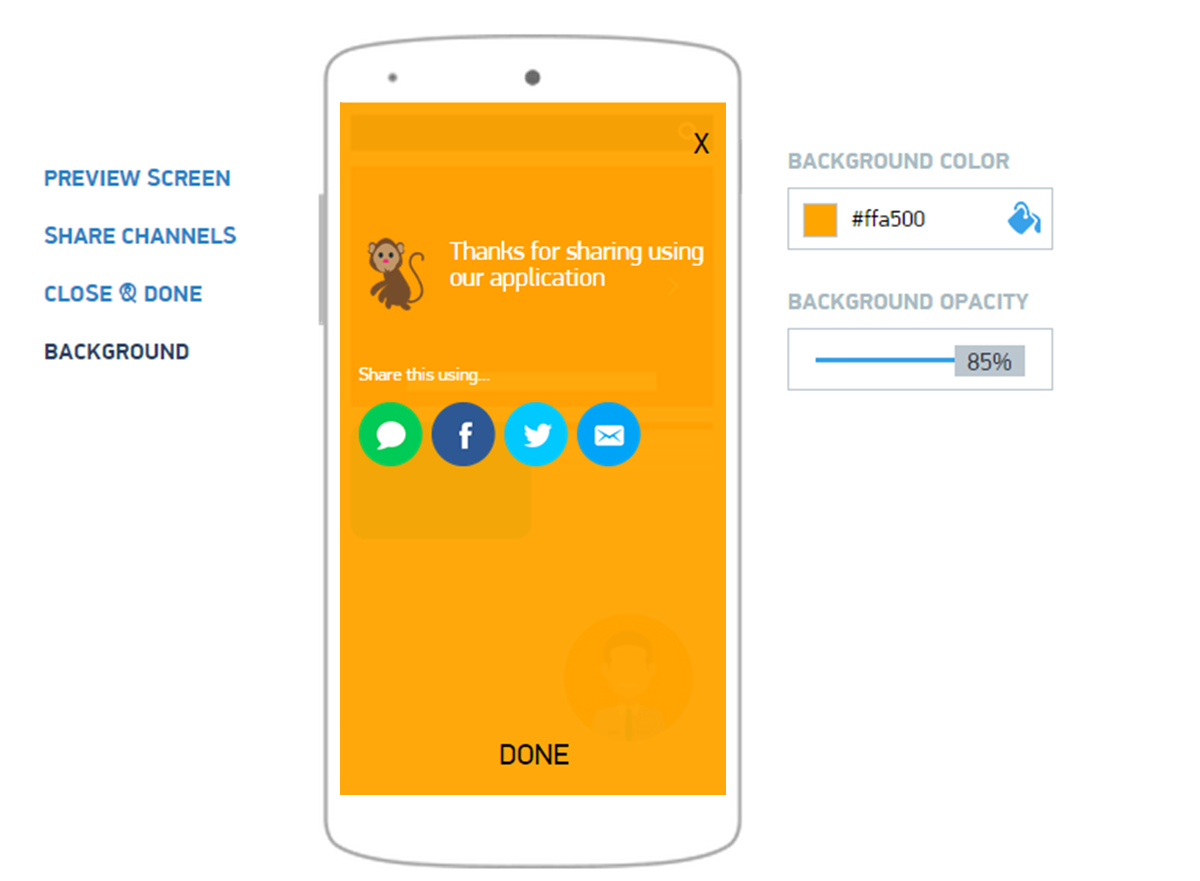 PREVIEW SCREEN
SHARE CHANNELS
CLOSE & DONE
BACKGROUND
X
Thanks for sharing using
our application
Share this using...
f
DONE
BACKGROUND COLOR
#ffa500
BACKGROUND OPACITY
85%